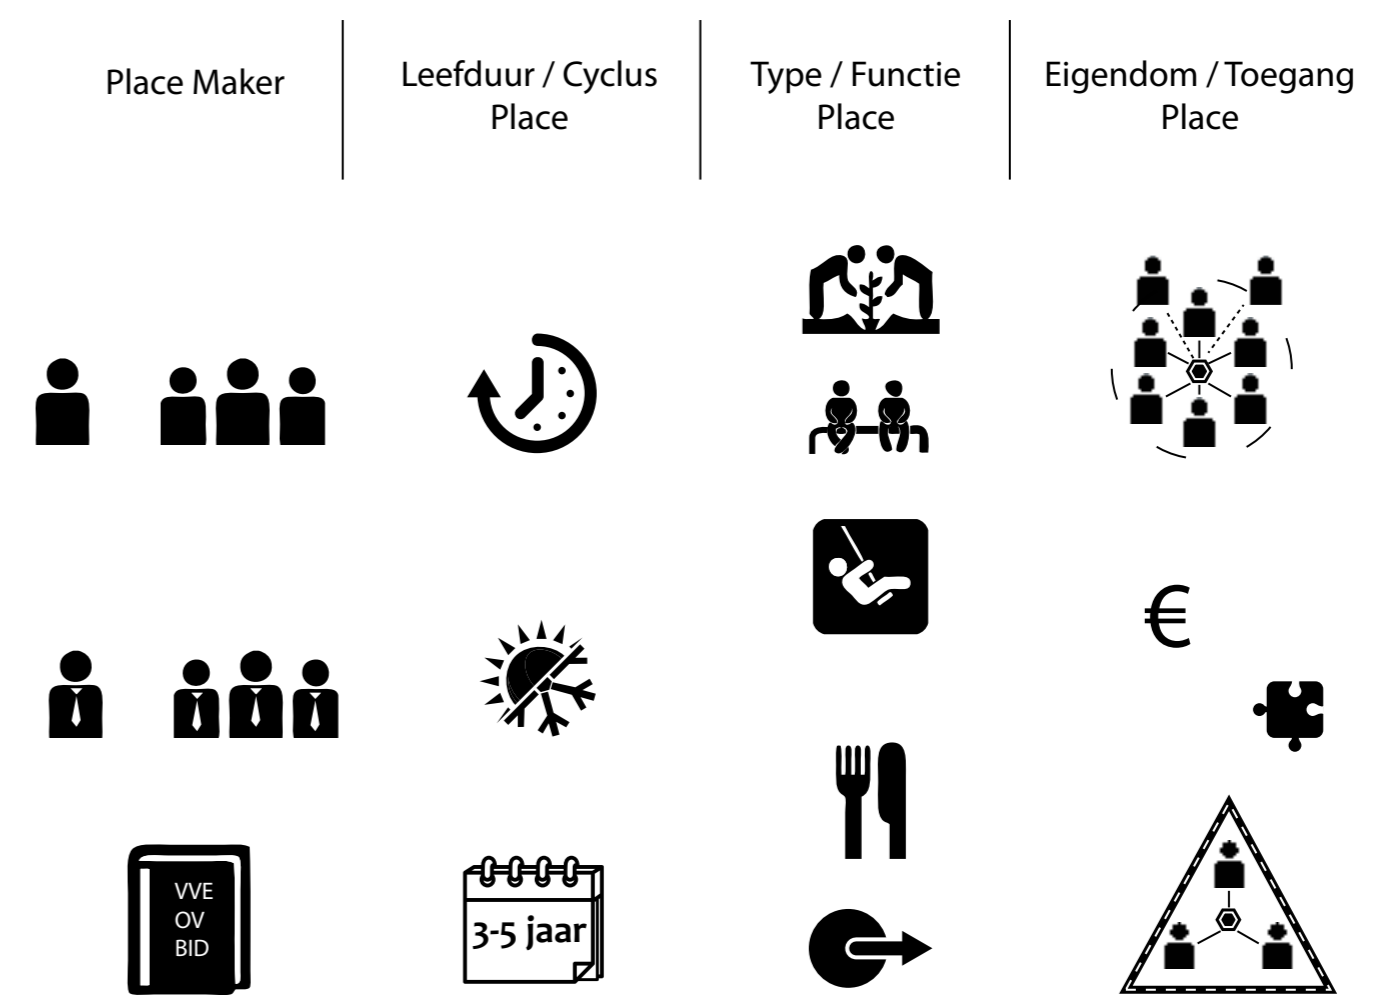 Place Maker
Leefduur / Cyclus
Place
Type / Functie
Place
Eigendom / Toegang
Place
€
VVE
OV
BID
3-5 jaar